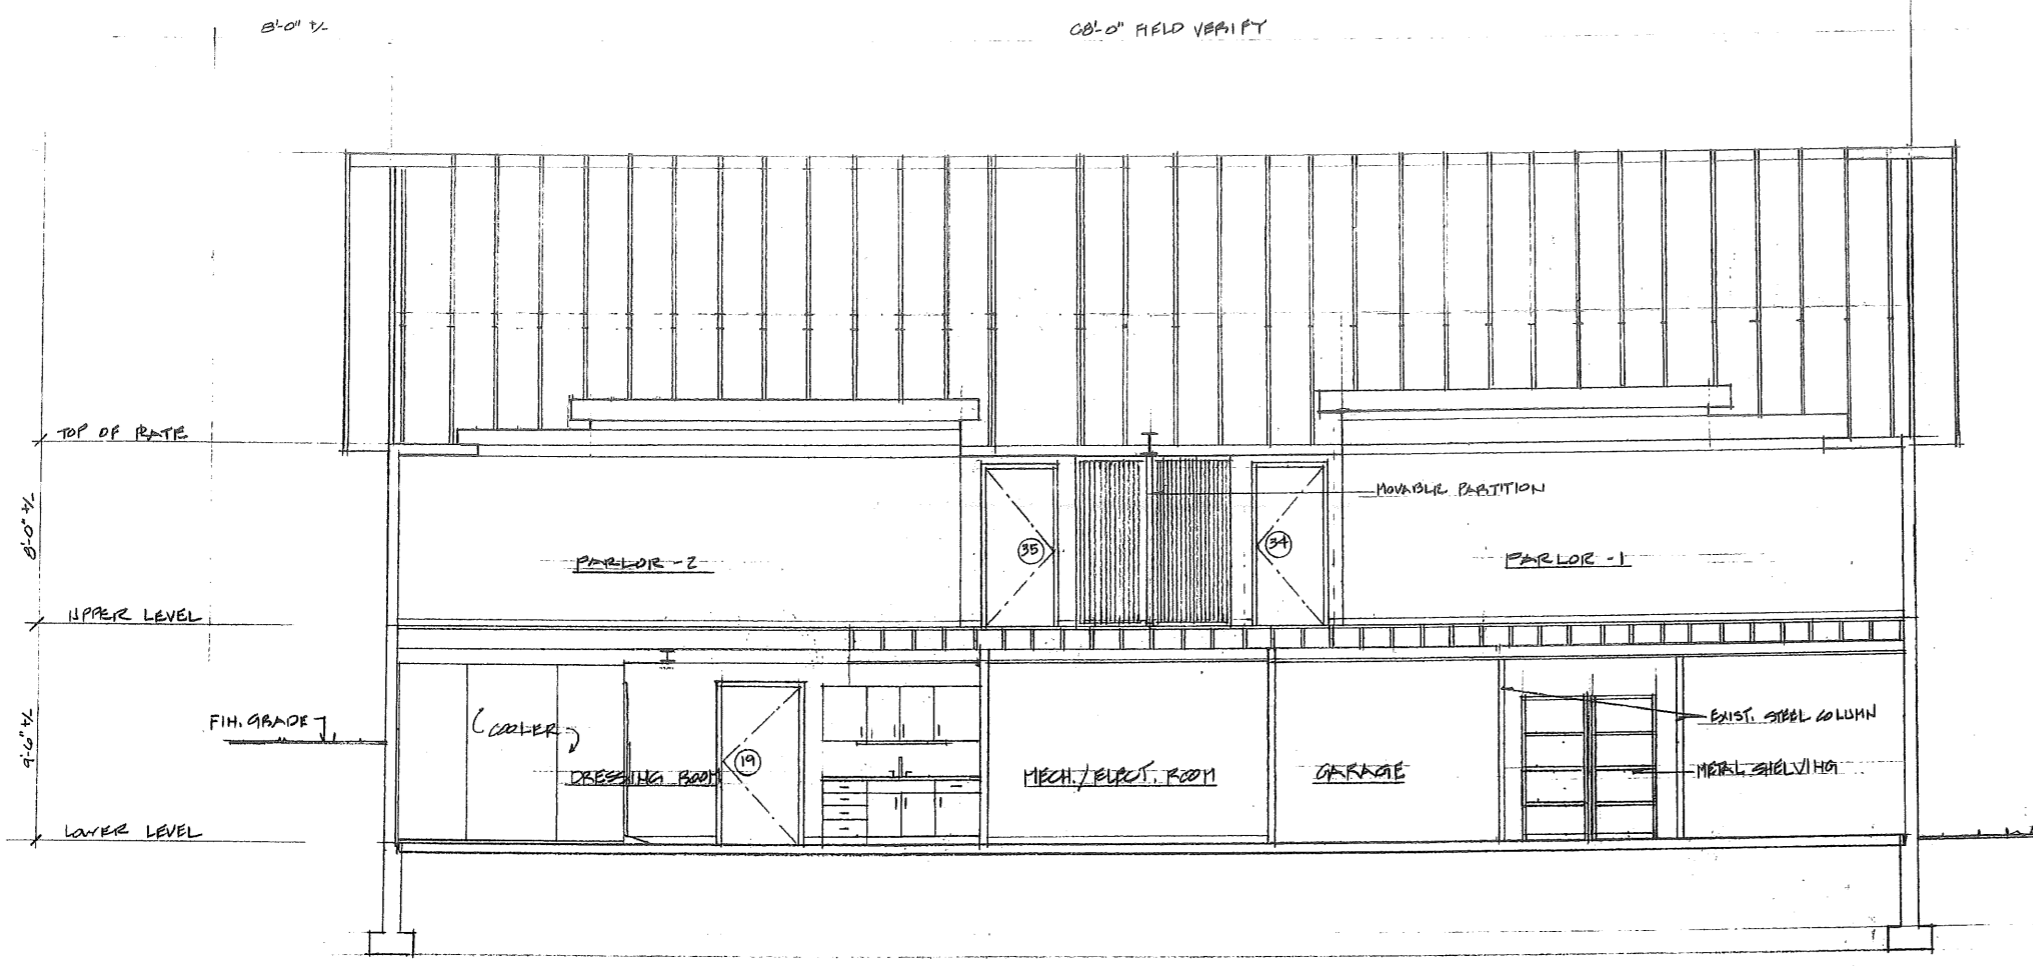 8'-0" +/-
68'-0" FIELD VERIFY
TOP OF PLATE
8'-0" +/-
MOVABLE PARTITION
35
34
PARLOR - 2
PARLOR - 1
UPPER LEVEL
FIN. GRADE
9'-6" +/-
COOLER
EXIST. STEEL COLUMN
19
DRESSING ROOM
MECH./ELECT. ROOM
GARAGE
METAL SHELVING
LOWER LEVEL